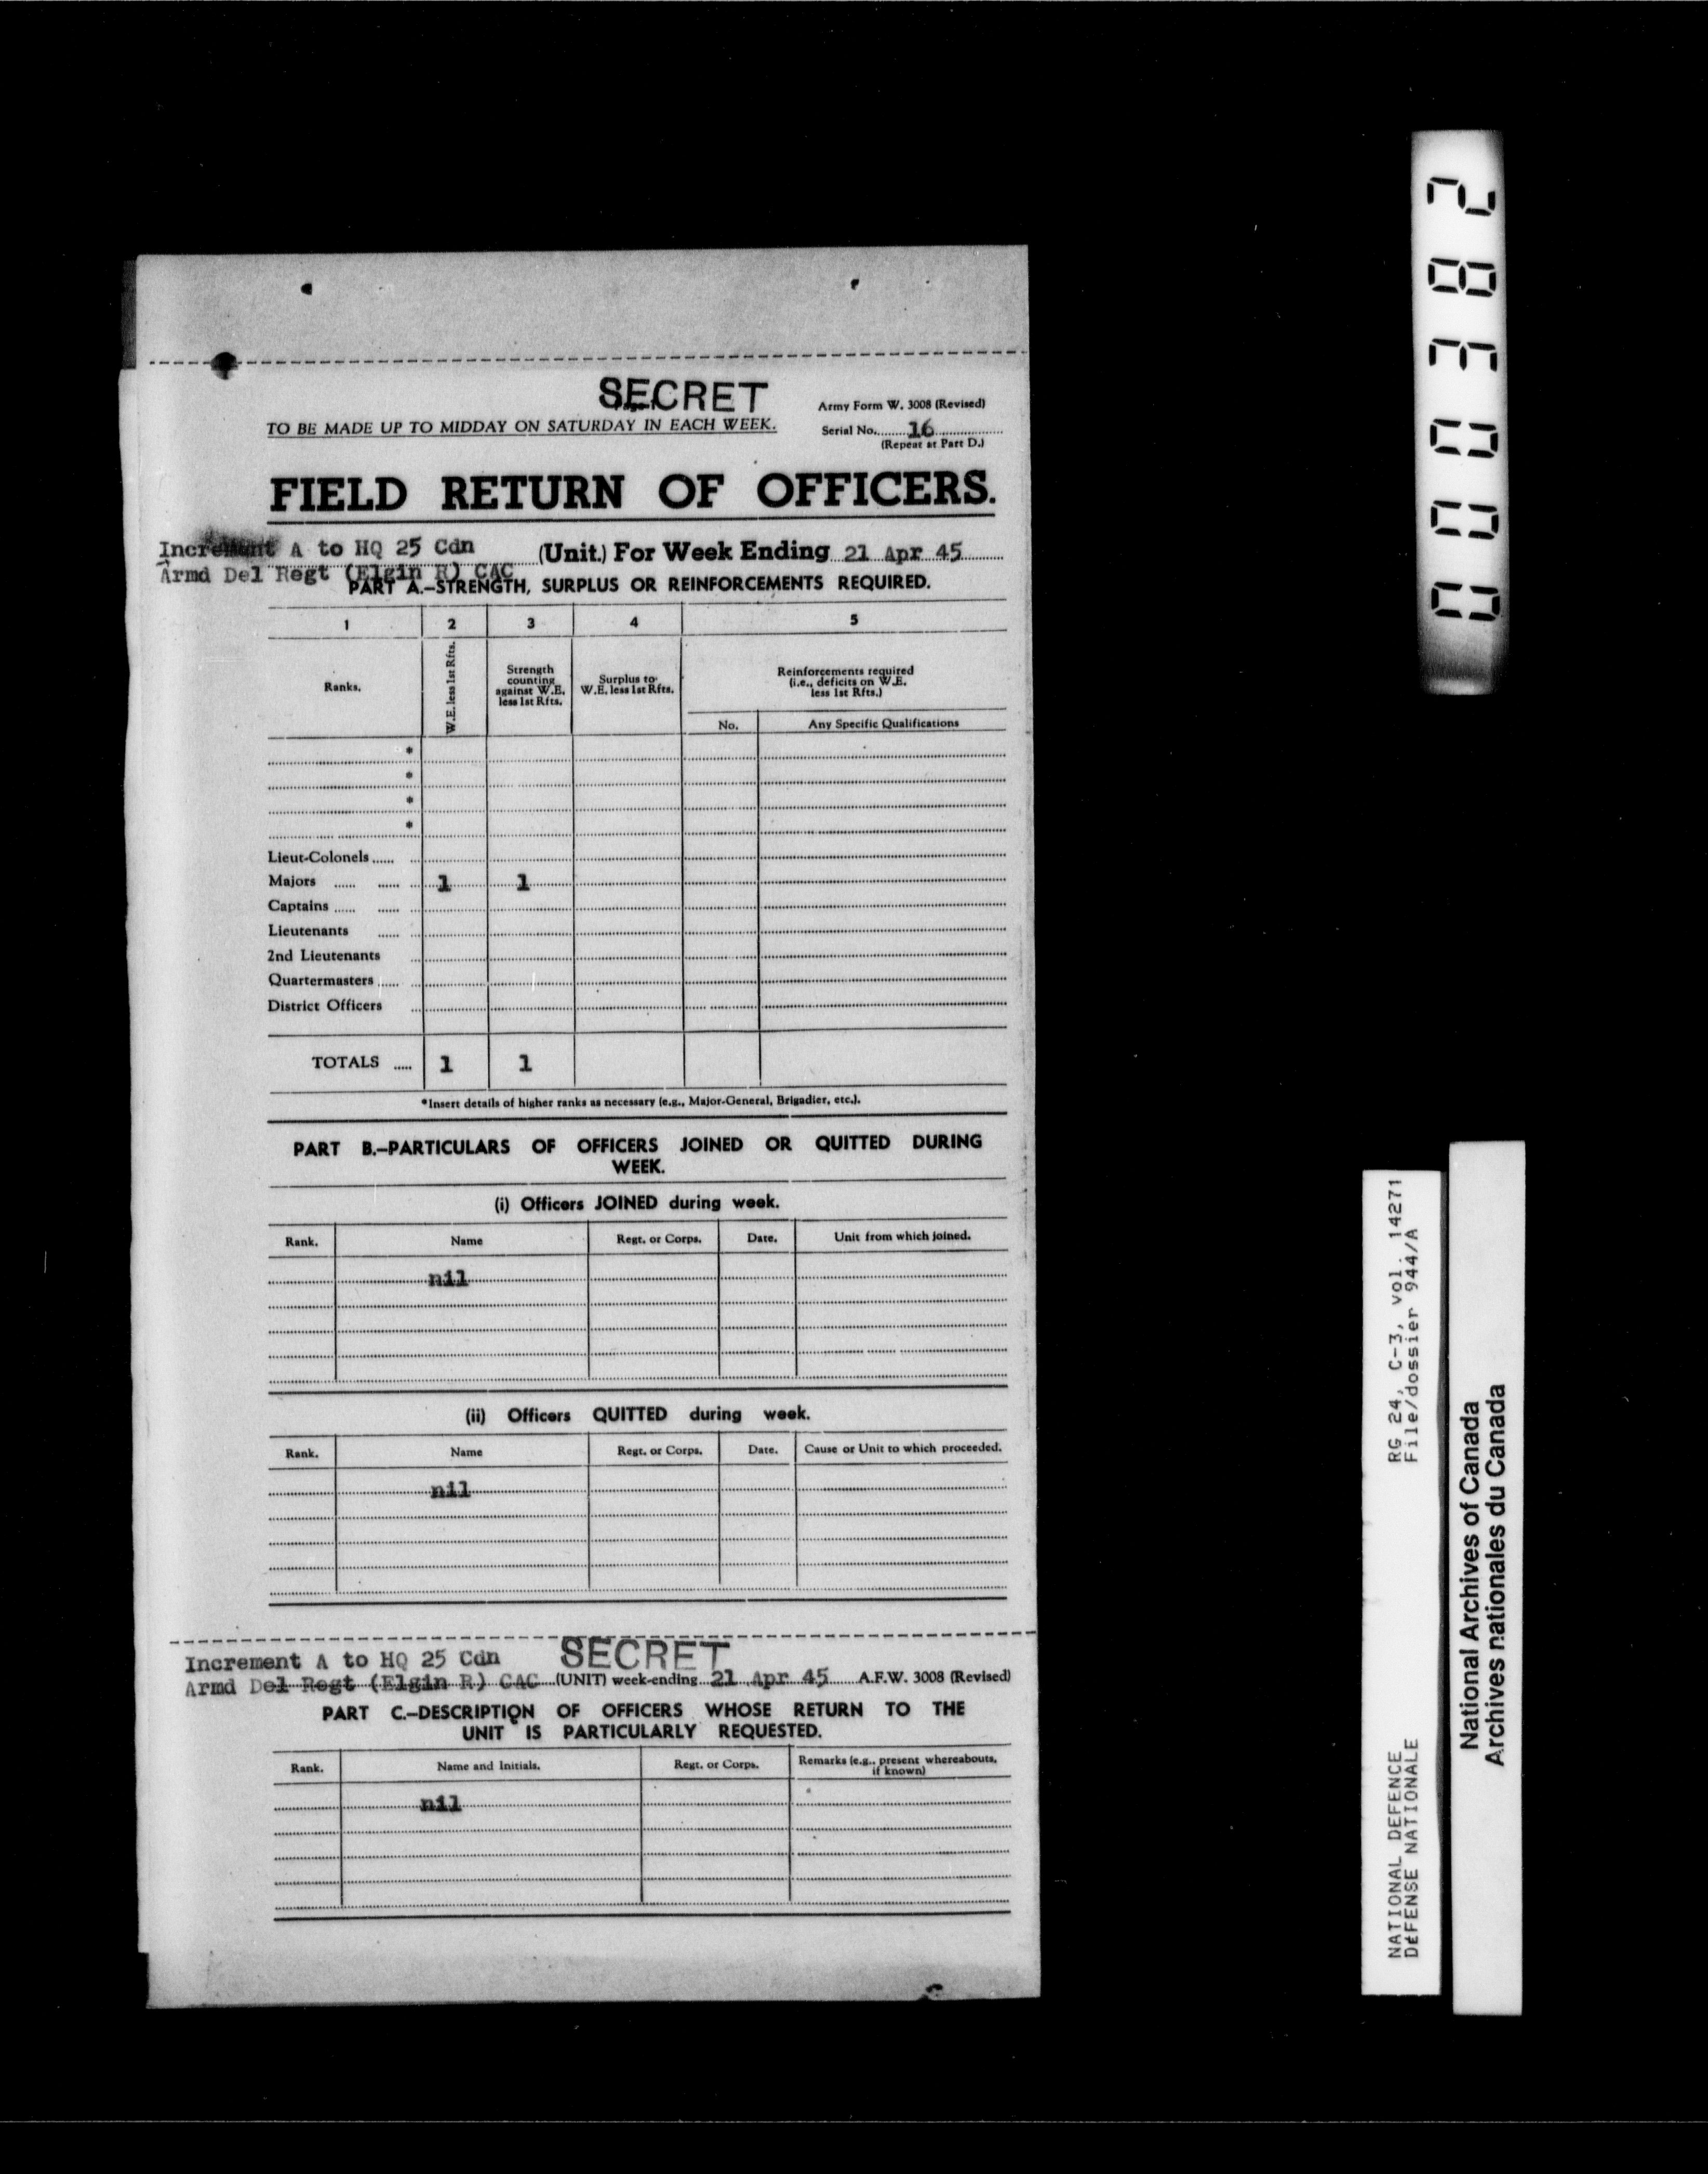 SECRET
Army Form W. 3008 (Revised)
TO BE MADE UP TO MIDDAY ON SATURDAY IN EACH WEEK.
Serial No. 16
(Repeat at Part D.)
FIELD RETURN OF OFFICERS.
Increment A to HQ 25 Cdn
Armd Del Regt (Elgin R) CAC
(Unit.) For Week Ending 21 Apr 45
PART A.—STRENGTH, SURPLUS OR REINFORCEMENTS REQUIRED.
1 2 3 4 5
Ranks.
W.E. less 1st Rfts.
Strength
counting
against W.E.
less 1st Rfts.
Surplus to
W.E. less 1st Rfts.
Reinforcements required
(i.e., deficits on W.E.
less 1st Rfts.)
No. Any Specific Qualifications
*
*
*
*
Lieut-Colonels
Majors 1 1
Captains
Lieutenants
2nd Lieutenants
Quartermasters
District Officers
TOTALS 1 1
*Insert details of higher ranks as necessary (e.g., Major-General, Brigadier, etc.).
PART B.—PARTICULARS OF OFFICERS JOINED OR QUITTED DURING
WEEK.
(i) Officers JOINED during week.
Rank. Name Regt. or Corps. Date. Unit from which joined.
nil
(ii) Officers QUITTED during week.
Rank. Name Regt. or Corps. Date. Cause or Unit to which proceeded.
nil
SECRET
Increment A to HQ 25 Cdn
Armd Del Regt (Elgin R) CAC (UNIT) week-ending 21 Apr 45 A.F.W. 3008 (Revised)
PART C.—DESCRIPTION OF OFFICERS WHOSE RETURN TO THE
UNIT IS PARTICULARLY REQUESTED.
Rank. Name and Initials. Regt. or Corps. Remarks (e.g., present whereabouts,
if known)
nil
000382
NATIONAL DEFENCE RG 24, C-3, vol. 14271
DéFENSE NATIONALE File/dossier 944/A
National Archives of Canada
Archives nationales du Canada